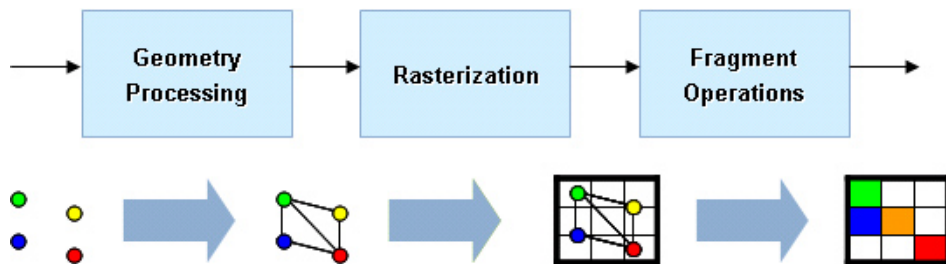 Geometry
Processing
Rasterization
Fragment
Operations